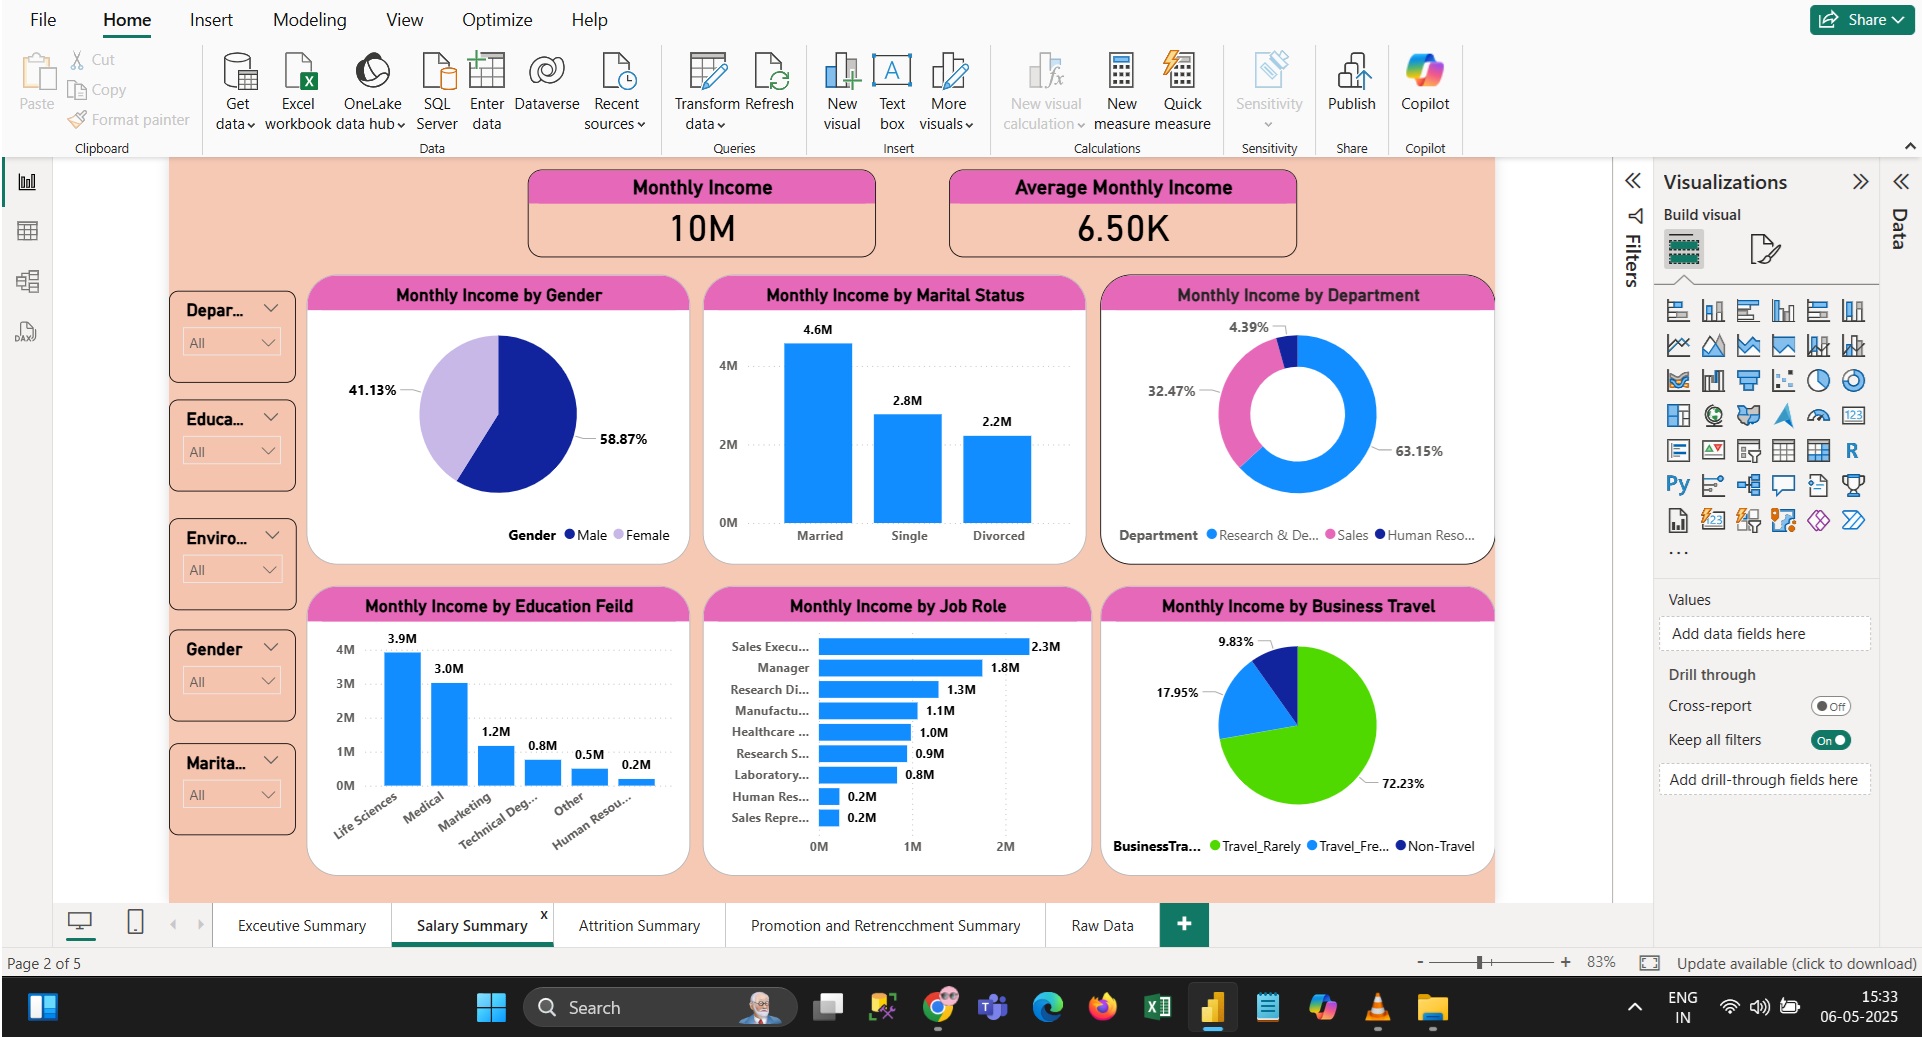 File Home Insert Modeling View Optimize Help Share
Paste
Cut
Copy
Format painter
Clipboard
Get data
Excel workbook
OneLake data hub
SQL Server
Enter data
Dataverse
Recent sources
Data
Transform data
Refresh
Queries
New visual
Text box
More visuals
Insert
New visual calculation
New measure
Quick measure
Calculations
Sensitivity
Sensitivity
Publish
Share
Copilot
Copilot
Monthly Income
10M
Average Monthly Income
6.50K
Depar...
All
Educa...
All
Enviro...
All
Gender
All
Marita...
All
Monthly Income by Gender
41.13%
58.87%
Gender Male Female
Monthly Income by Marital Status
4M
2M
0M
4.6M
2.8M
2.2M
Married Single Divorced
Monthly Income by Department
4.39%
32.47%
63.15%
Department Research & De... Sales Human Reso...
Monthly Income by Education Feild
4M
3M
2M
1M
0M
3.9M
3.0M
1.2M
0.8M
0.5M
0.2M
Life Sciences
Medical
Marketing
Technical Deg...
Other
Human Resou...
Monthly Income by Job Role
Sales Execu... 2.3M
Manager 1.8M
Research Di... 1.3M
Manufactu... 1.1M
Healthcare ... 1.0M
Research S... 0.9M
Laboratory... 0.8M
Human Res... 0.2M
Sales Repre... 0.2M
0M 1M 2M
Monthly Income by Business Travel
9.83%
17.95%
72.23%
BusinessTra... Travel_Rarely Travel_Fre... Non-Travel
Filters
Visualizations
Build visual
123
R
Py
123
...
Values
Add data fields here
Drill through
Cross-report Off
Keep all filters On
Add drill-through fields here
Data
DAX
Exceutive Summary
Salary Summary x
Attrition Summary
Promotion and Retrencchment Summary
Raw Data
+
Page 2 of 5
- + 83%
Update available (click to download)
Search
ENG
IN
15:33
06-05-2025